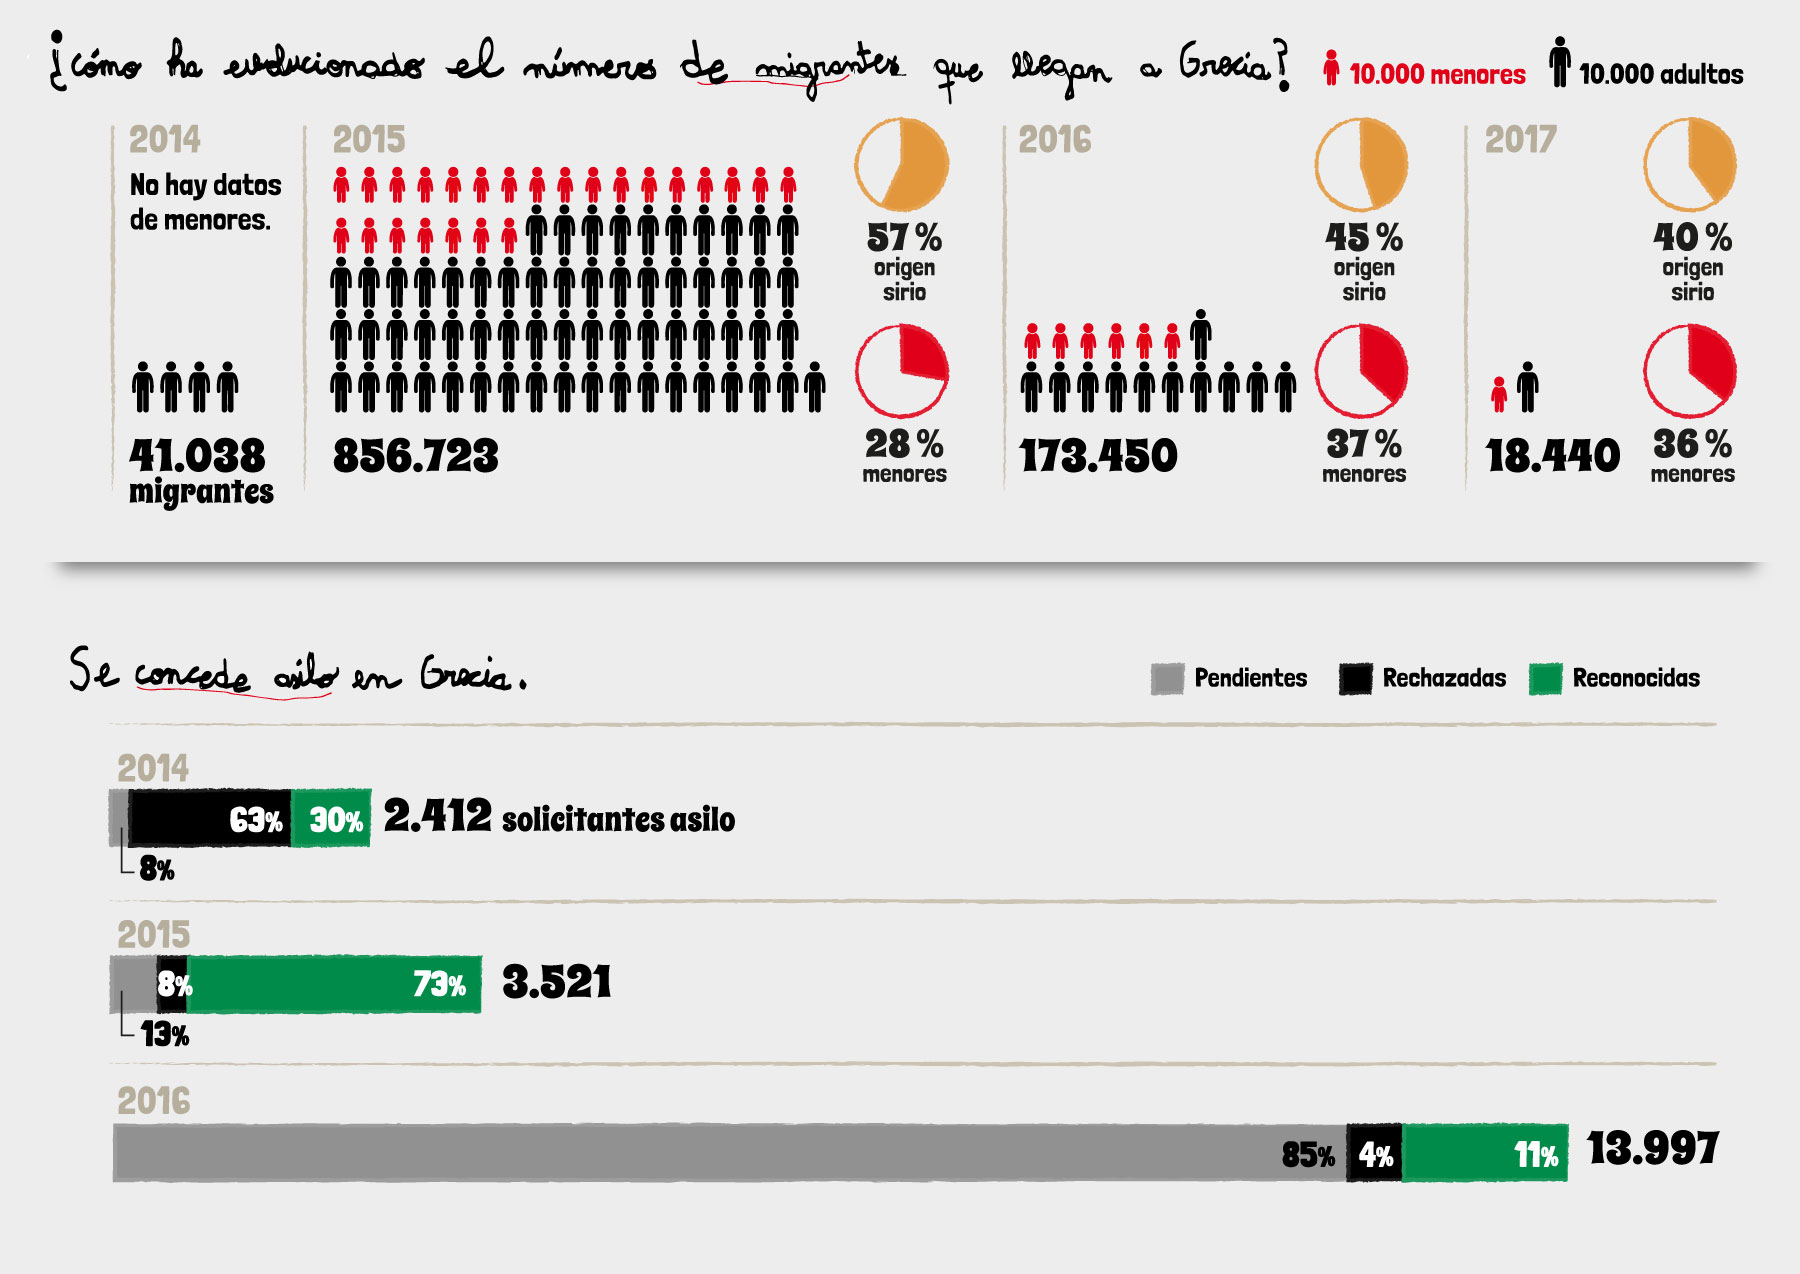 ¿cómo ha evolucionado el número de migrantes que llegan a Grecia?
10.000 menores
10.000 adultos
2014
No hay datos
de menores.
41.038
migrantes
2015
856.723
57 %
origen
sirio
28 %
menores
2016
173.450
45 %
origen
sirio
37 %
menores
2017
18.440
40 %
origen
sirio
36 %
menores
Se concede asilo en Grecia.
Pendientes
Rechazadas
Reconocidas
2014
63%
30%
2.412 solicitantes asilo
8%
2015
8%
73%
3.521
13%
2016
85%
4%
11%
13.997